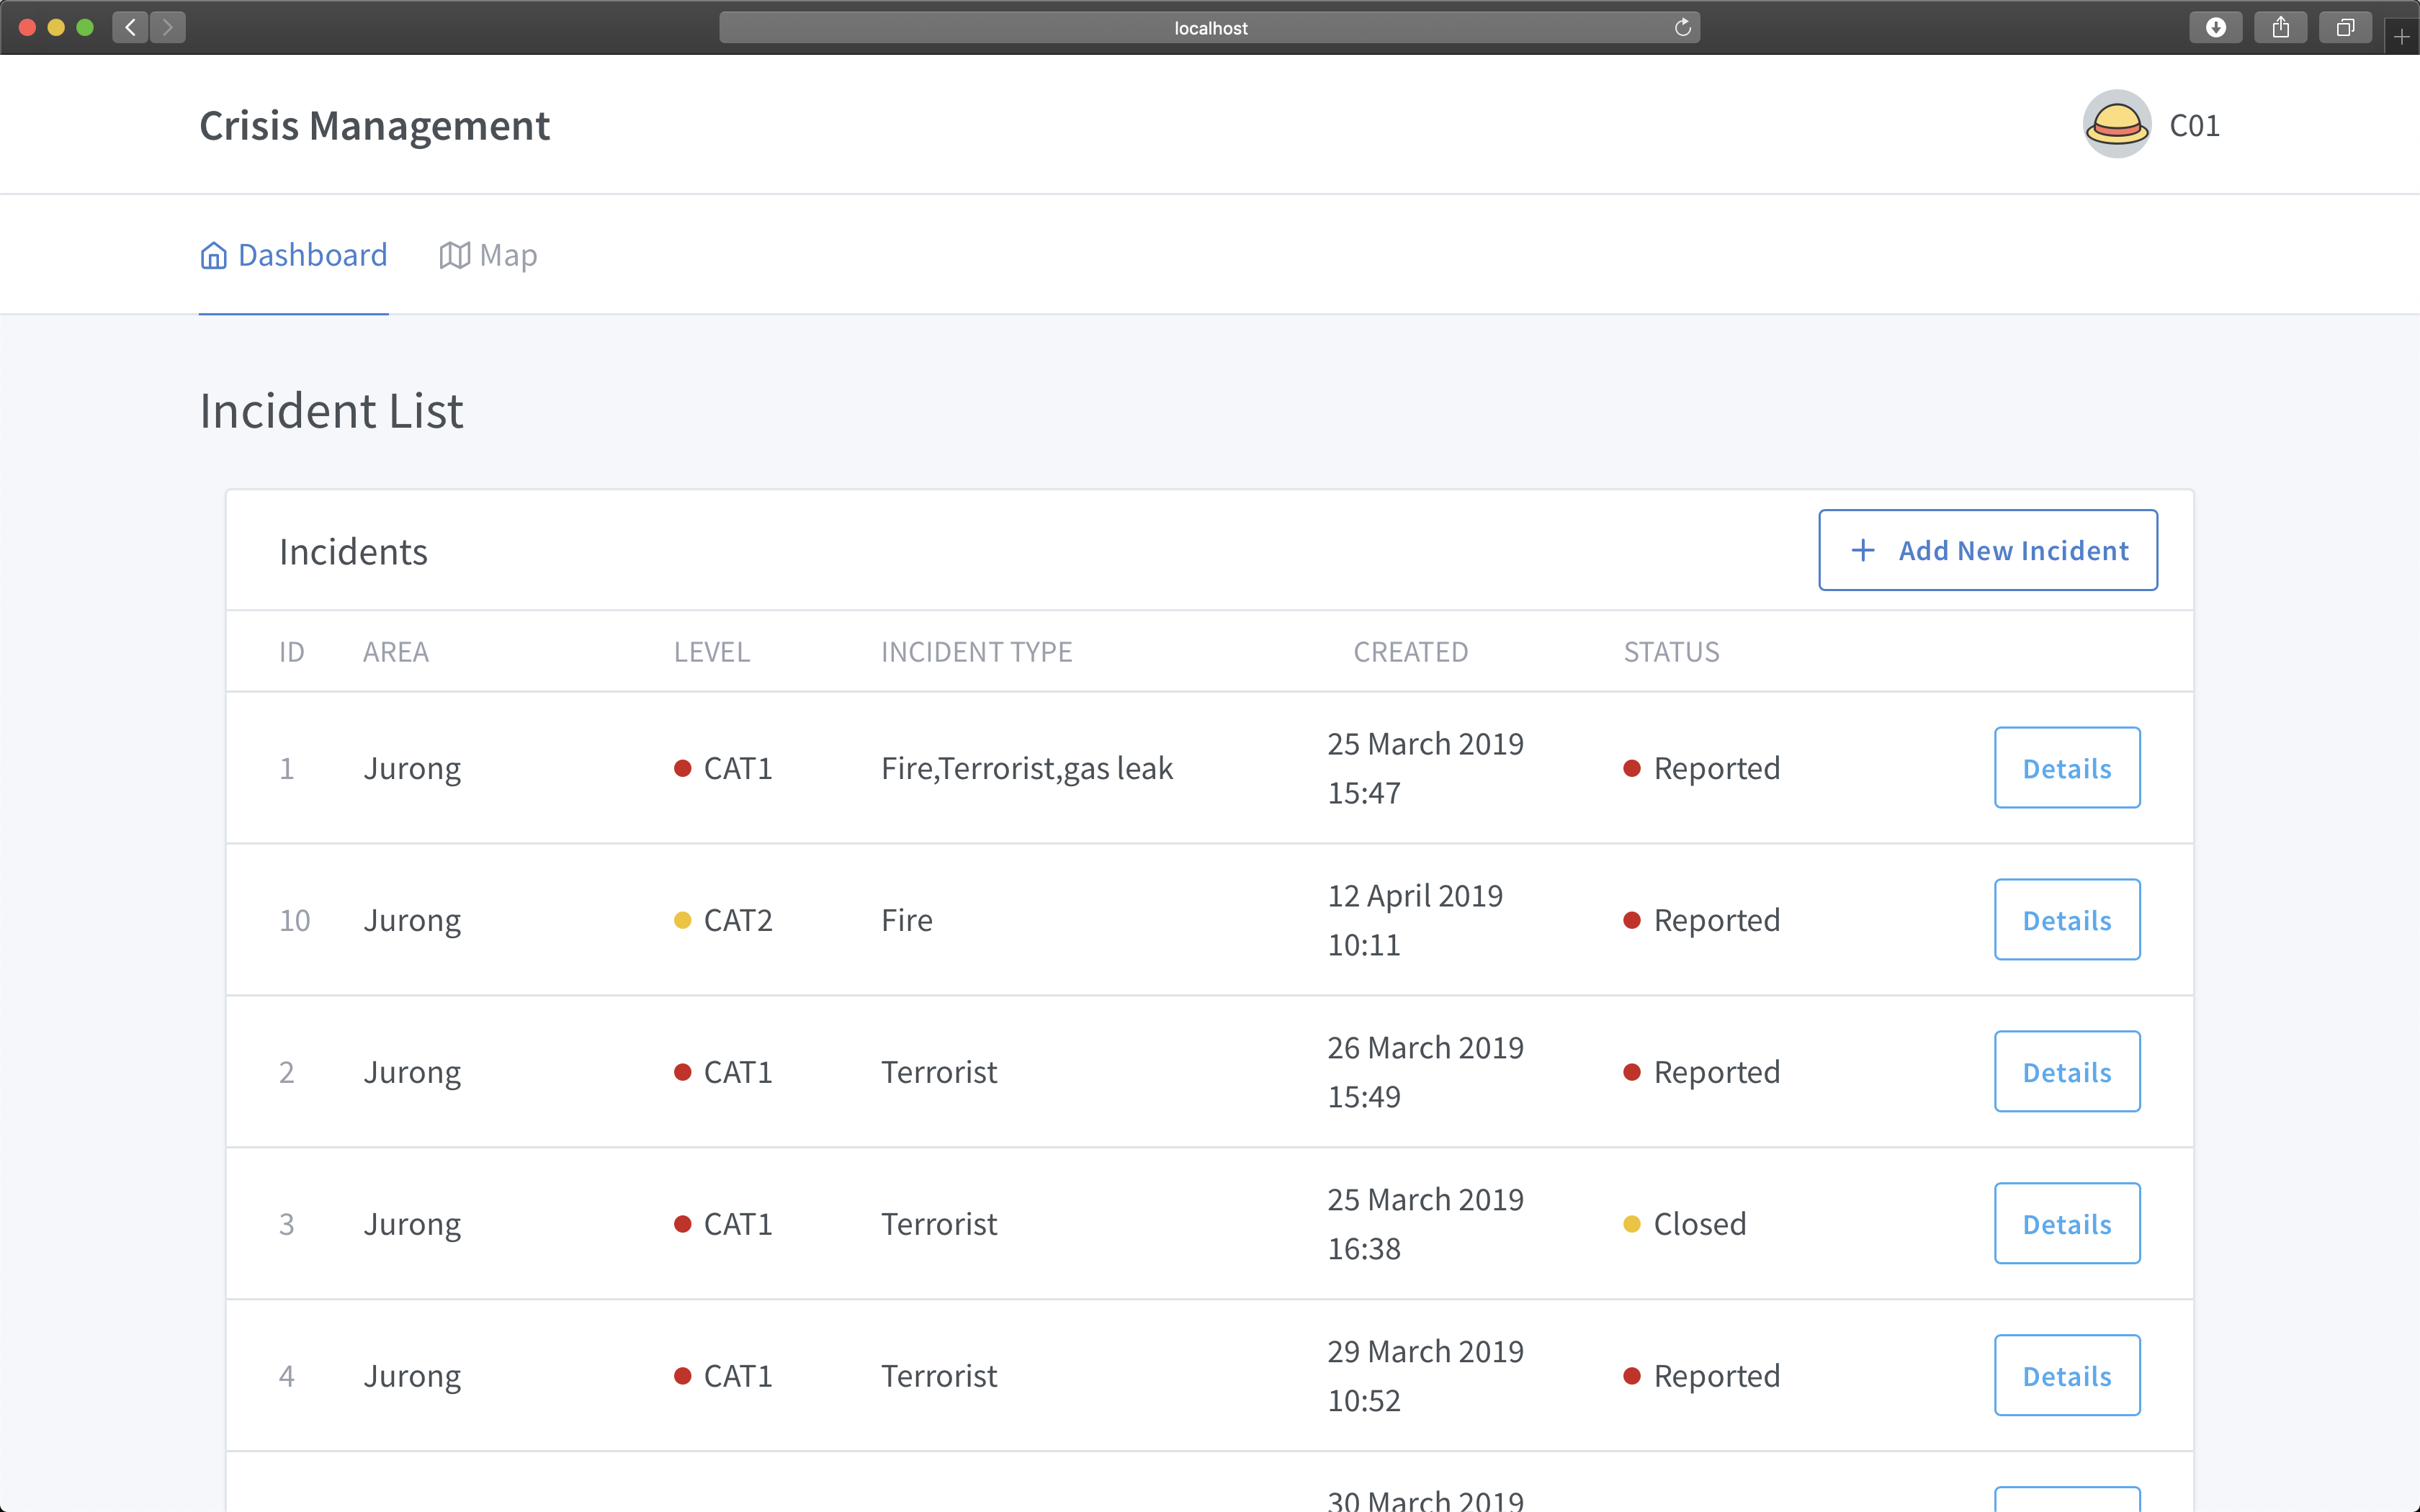 localhost
Crisis Management
C01
Dashboard Map
Incident List
Incidents
Add New Incident
ID AREA LEVEL INCIDENT TYPE CREATED STATUS
1 Jurong CAT1 Fire,Terrorist,gas leak 25 March 2019 15:47 Reported Details
10 Jurong CAT2 Fire 12 April 2019 10:11 Reported Details
2 Jurong CAT1 Terrorist 26 March 2019 15:49 Reported Details
3 Jurong CAT1 Terrorist 25 March 2019 16:38 Closed Details
4 Jurong CAT1 Terrorist 29 March 2019 10:52 Reported Details
30 March 2019